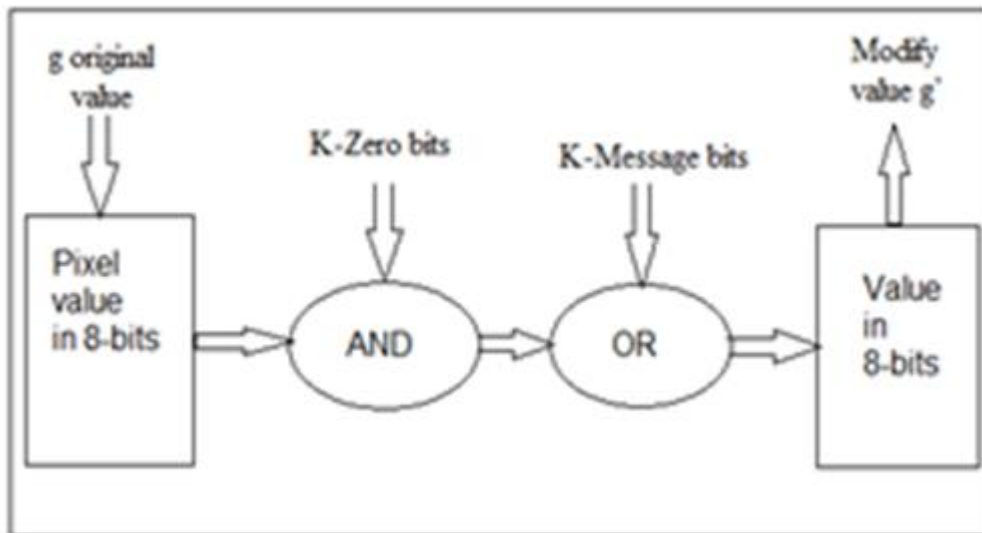 g original
value
K-Zero bits
K-Message bits
Modify
value g'
Pixel
value
in 8-bits
AND
OR
Value
in
8-bits